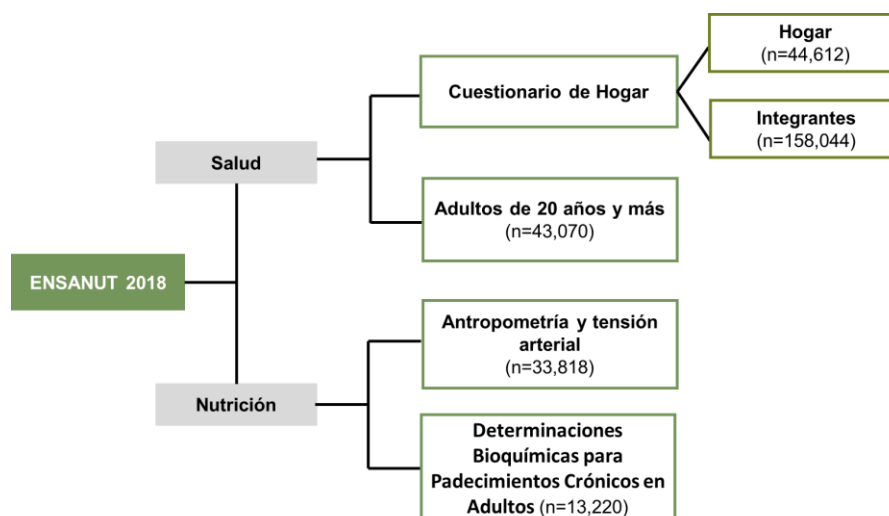 ENSANUT 2018
Salud
Cuestionario de Hogar
Hogar
(n=44,612)
Integrantes
(n=158,044)
Adultos de 20 años y más
(n=43,070)
Nutrición
Antropometría y tensión
arterial
(n=33,818)
Determinaciones
Bioquímicas para
Padecimientos Crónicos en
Adultos (n=13,220)